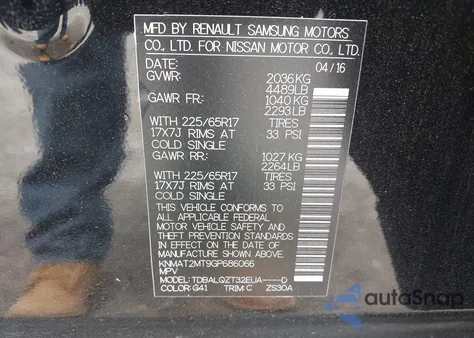 MFD BY RENAULT SAMSUNG MOTORS
CO., LTD. FOR NISSAN MOTOR CO., LTD.
DATE: 04/16
GVWR: 2036KG
4489LB
GAWR FR: 1040KG
2293LB
WITH 225/65R17 TIRES
17X7J RIMS AT 33 PSI
COLD SINGLE
GAWR RR: 1027KG
2264LB
WITH 225/65R17 TIRES
17X7J RIMS AT 33 PSI
COLD SINGLE
THIS VEHICLE CONFORMS TO ALL
APPLICABLE FEDERAL
MOTOR VEHICLE SAFETY AND
THEFT PREVENTION STANDARDS
IN EFFECT ON THE DATE OF
MANUFACTURE SHOWN ABOVE.
KNMAT2MT9GP686066
MPV
MODEL: TDBALQZT32EUA----D
COLOR: G41 TRIM: C ZS30A
autoSnap